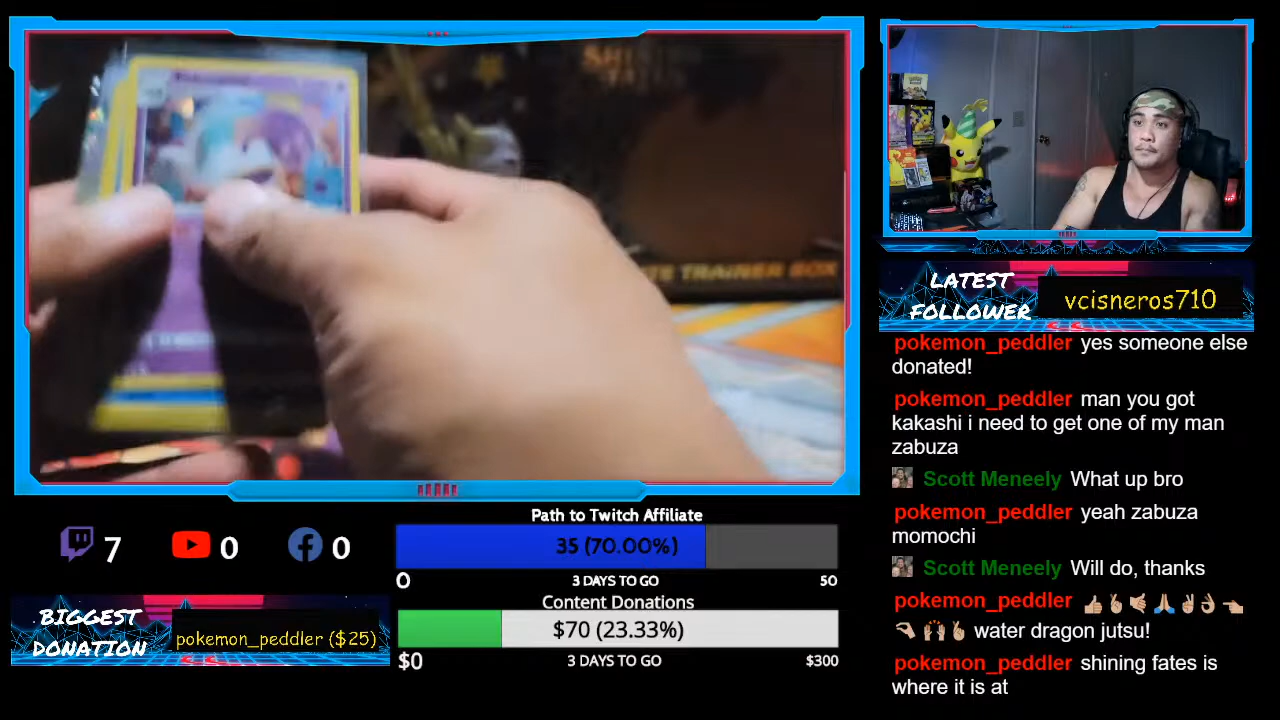 TE TRAINER BOX
LATEST
FOLLOWER
vcisneros710
pokemon_peddler yes someone else
donated!
pokemon_peddler man you got
kakashi i need to get one of my man
zabuza
Scott Meneely What up bro
pokemon_peddler yeah zabuza
momochi
Scott Meneely Will do, thanks
pokemon_peddler
water dragon jutsu!
pokemon_peddler shining fates is
where it is at
7
0
0
Path to Twitch Affiliate
35 (70.00%)
0
3 DAYS TO GO
50
Content Donations
$70 (23.33%)
$0
3 DAYS TO GO
$300
BIGGEST
DONATION
pokemon_peddler ($25)